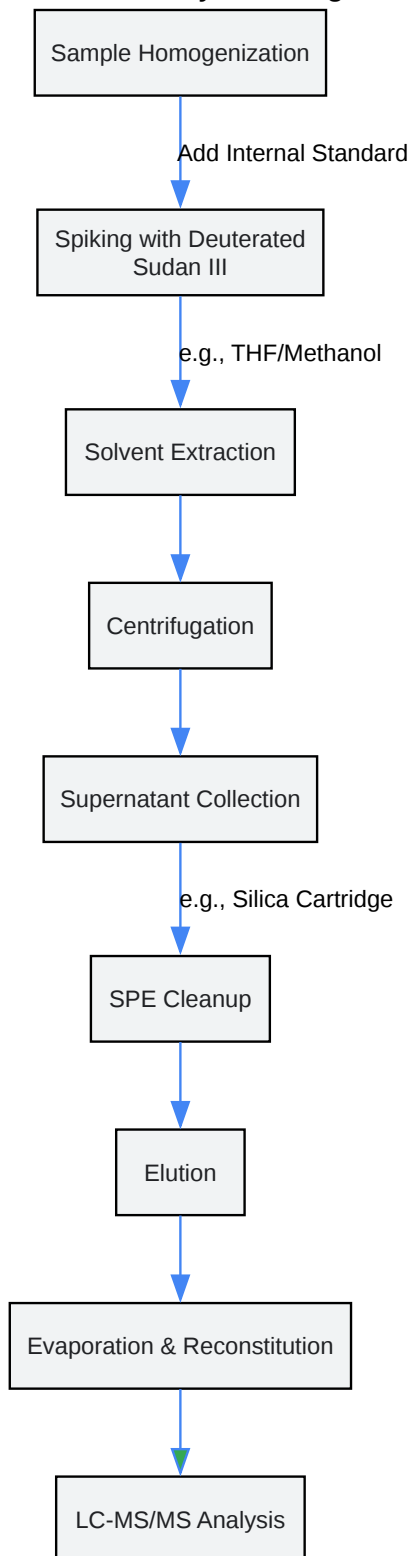 Sample Homogenization
Add Internal Standard
Spiking with Deuterated
Sudan III
e.g., THF/Methanol
Solvent Extraction
Centrifugation
Supernatant Collection
e.g., Silica Cartridge
SPE Cleanup
Elution
Evaporation & Reconstitution
LC-MS/MS Analysis